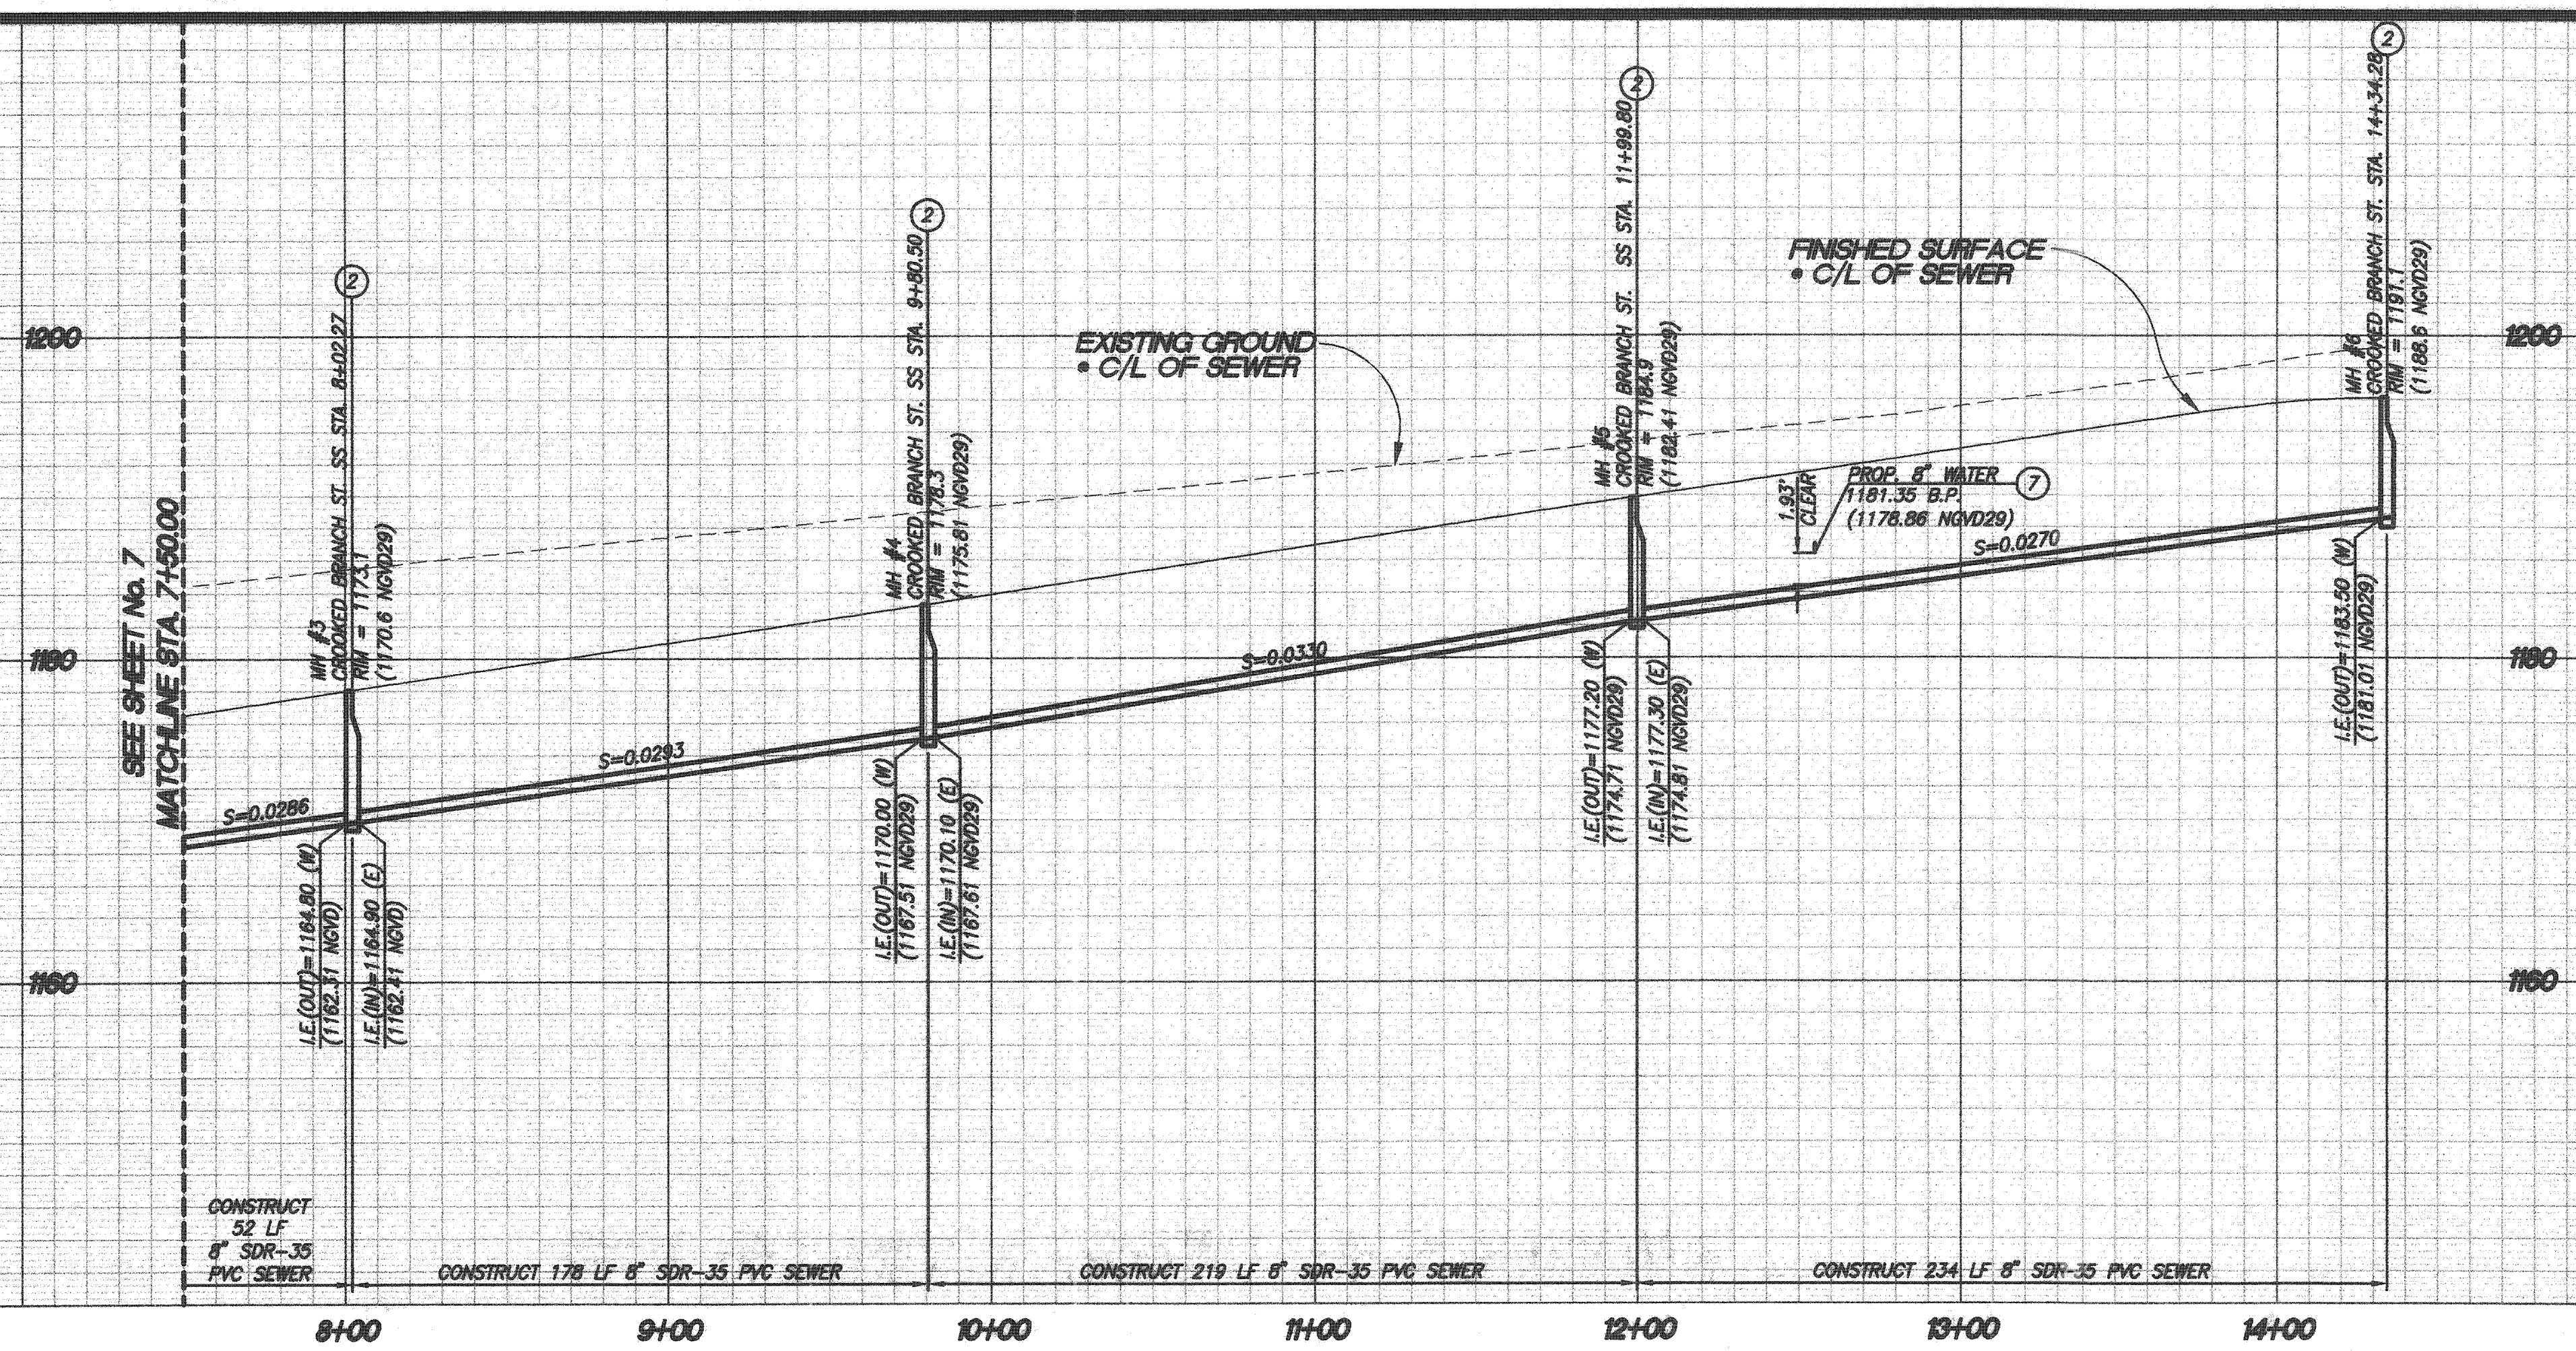 SEE SHEET No. 7
MATCHLINE STA. 7+50.00
1200
1180
1160
S=0.0286
2
MH #3
CROOKED BRANCH ST. SS STA. 8+02.27
RIM = 1173.1
(1170.6 NGVD29)
I.E.(OUT)=1164.80 (W)
(1162.31 NGVD)
I.E.(IN)=1164.90 (E)
(1162.41 NGVD)
S=0.0293
2
MH #4
CROOKED BRANCH ST. SS STA. 9+80.50
RIM = 1178.3
(1175.81 NGVD29)
I.E.(OUT)=1170.00 (W)
(1167.51 NGVD29)
I.E.(IN)=1170.10 (E)
(1167.61 NGVD29)
EXISTING GROUND
• C/L OF SEWER
S=0.0330
2
MH #5
CROOKED BRANCH ST. SS STA. 11+99.80
RIM = 1184.9
(1182.41 NGVD29)
I.E.(OUT)=1177.20 (W)
(1174.71 NGVD29)
I.E.(IN)=1177.30 (E)
(1174.81 NGVD29)
FINISHED SURFACE
• C/L OF SEWER
1.93'
CLEAR
PROP. 8" WATER
1181.35 B.P.
(1178.86 NGVD29)
7
S=0.0270
2
MH #6
CROOKED BRANCH ST. STA. 14+34.28
RIM = 1191.1
(1188.6 NGVD29)
I.E.(OUT)=1183.50 (W)
(1181.01 NGVD29)
1200
1180
1160
CONSTRUCT
52 LF
8" SDR-35
PVC SEWER
CONSTRUCT 178 LF 8" SDR-35 PVC SEWER
CONSTRUCT 219 LF 8" SDR-35 PVC SEWER
CONSTRUCT 234 LF 8" SDR-35 PVC SEWER
8+00 9+00 10+00 11+00 12+00 13+00 14+00